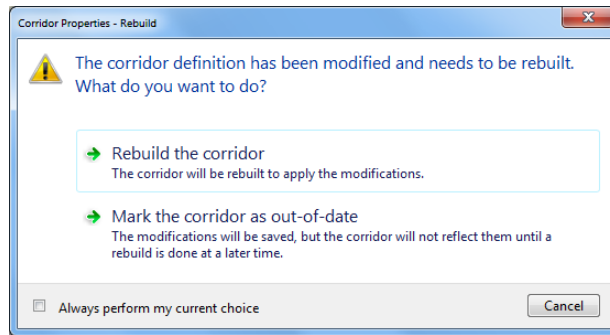 Corridor Properties - Rebuild
The corridor definition has been modified and needs to be rebuilt.
What do you want to do?
Rebuild the corridor
The corridor will be rebuilt to apply the modifications.
Mark the corridor as out-of-date
The modifications will be saved, but the corridor will not reflect them until a
rebuild is done at a later time.
Always perform my current choice
Cancel